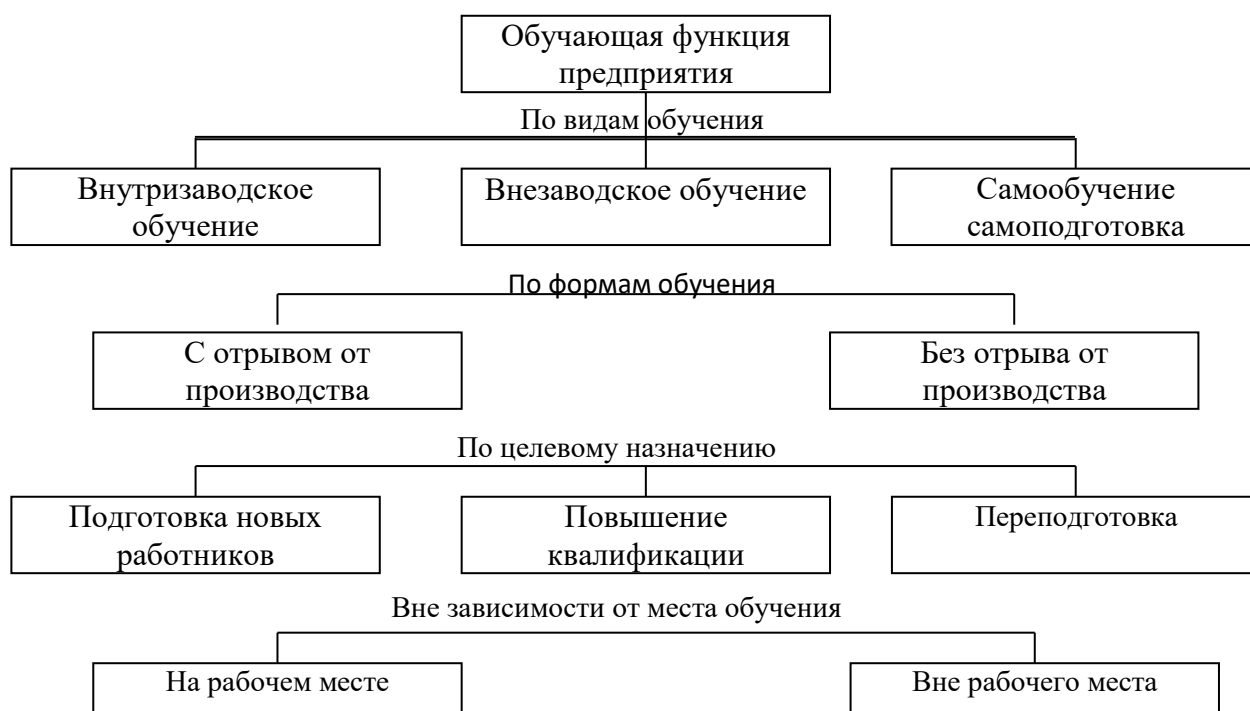 Обучающая функция
предприятия
По видам обучения
Внутризаводское
обучение
Внезаводское обучение
Самообучение
самоподготовка
По формам обучения
С отрывом от
производства
Без отрыва от
производства
По целевому назначению
Подготовка новых
работников
Повышение
квалификации
Переподготовка
Вне зависимости от места обучения
На рабочем месте
Вне рабочего места